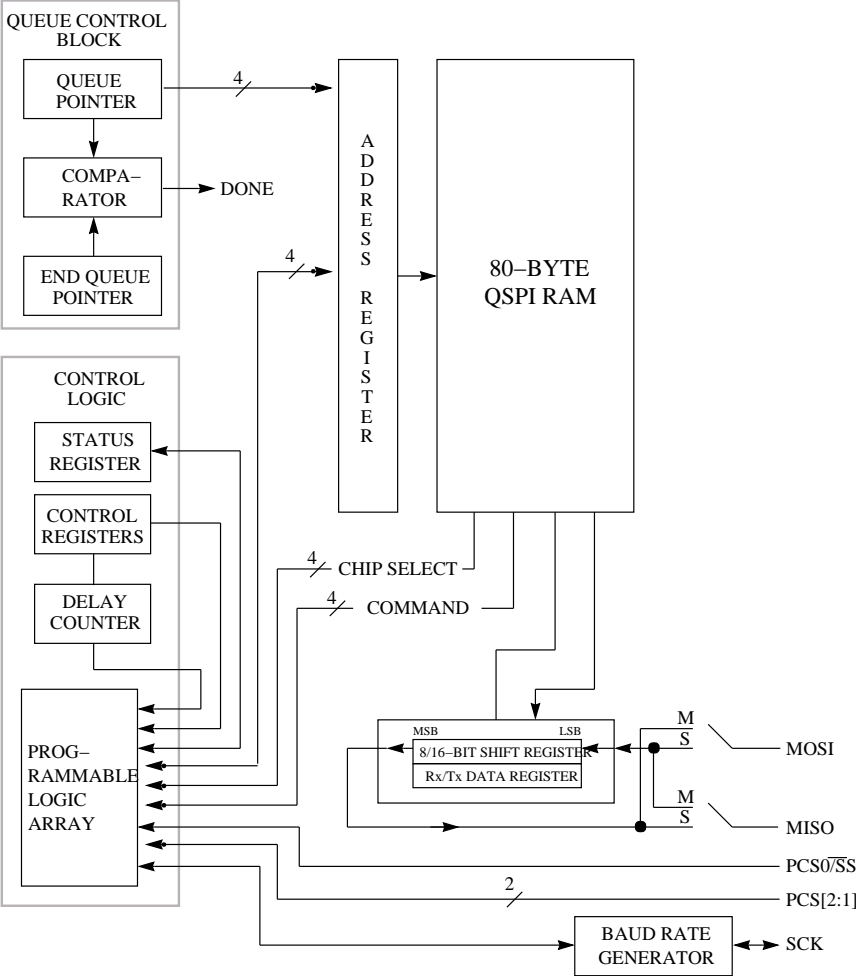 QUEUE CONTROL
BLOCK
QUEUE
POINTER
4
COMPA–
RATOR
DONE
END QUEUE
POINTER
4
ADDRESS REGISTER
80–BYTE
QSPI RAM
CONTROL
LOGIC
STATUS
REGISTER
CONTROL
REGISTERS
DELAY
COUNTER
4
CHIP SELECT
4
COMMAND
PROG–
RAMMABLE
LOGIC
ARRAY
MSB
LSB
8/16–BIT SHIFT REGISTER
Rx/Tx DATA REGISTER
M
S
MOSI
M
S
MISO
PCS0/S̅S̅
2
PCS[2:1]
BAUD RATE
GENERATOR
SCK